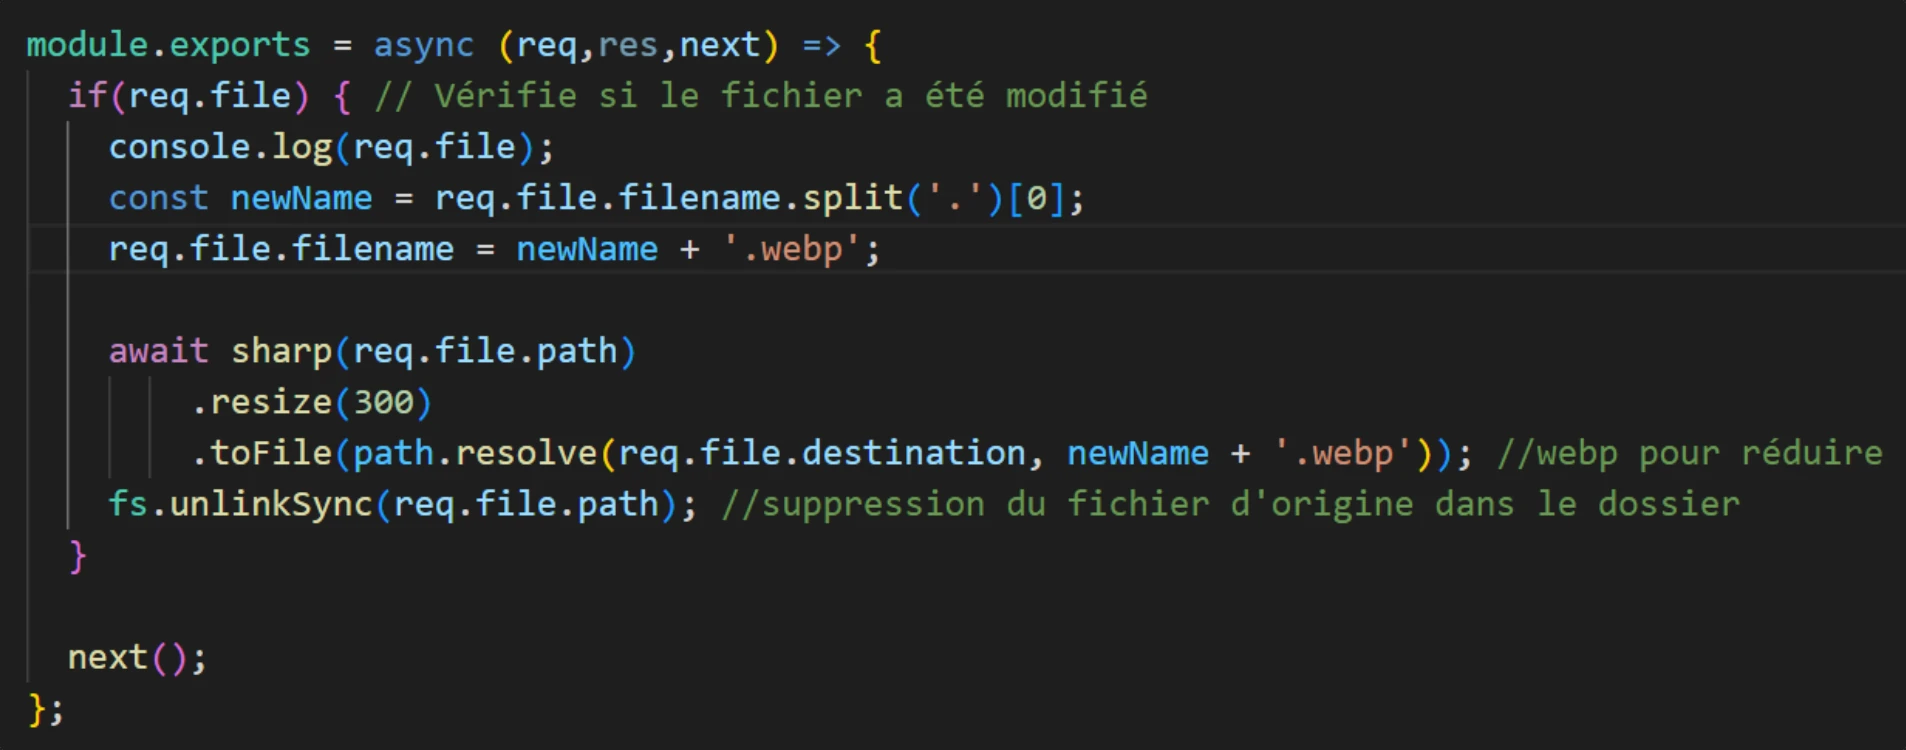 module.exports = async (req,res,next) => {
if(req.file) { // Vérifie si le fichier a été modifié
console.log(req.file);
const newName = req.file.filename.split('.')[0];
req.file.filename = newName + '.webp';
await sharp(req.file.path)
.resize(300)
.toFile(path.resolve(req.file.destination, newName + '.webp')); //webp pour réduire
fs.unlinkSync(req.file.path); //suppression du fichier d'origine dans le dossier
}
next();
};